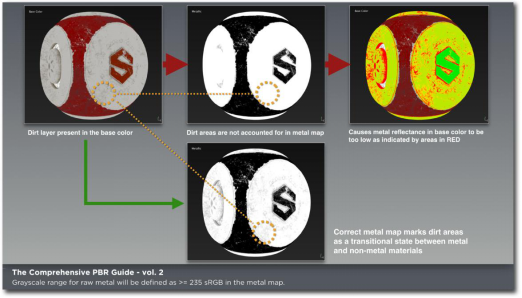 Base Color
Metallic
Base Color
Dirt layer present in the base color
Dirt areas are not accounted for in metal map
Causes metal reflectance in base color to be
too low as indicated by areas in RED
Metallic
Correct metal map marks dirt areas
as a transitional state between metal
and non-metal materials
The Comprehensive PBR Guide - vol. 2
Grayscale range for raw metal will be defined as >= 235 sRGB in the metal map.